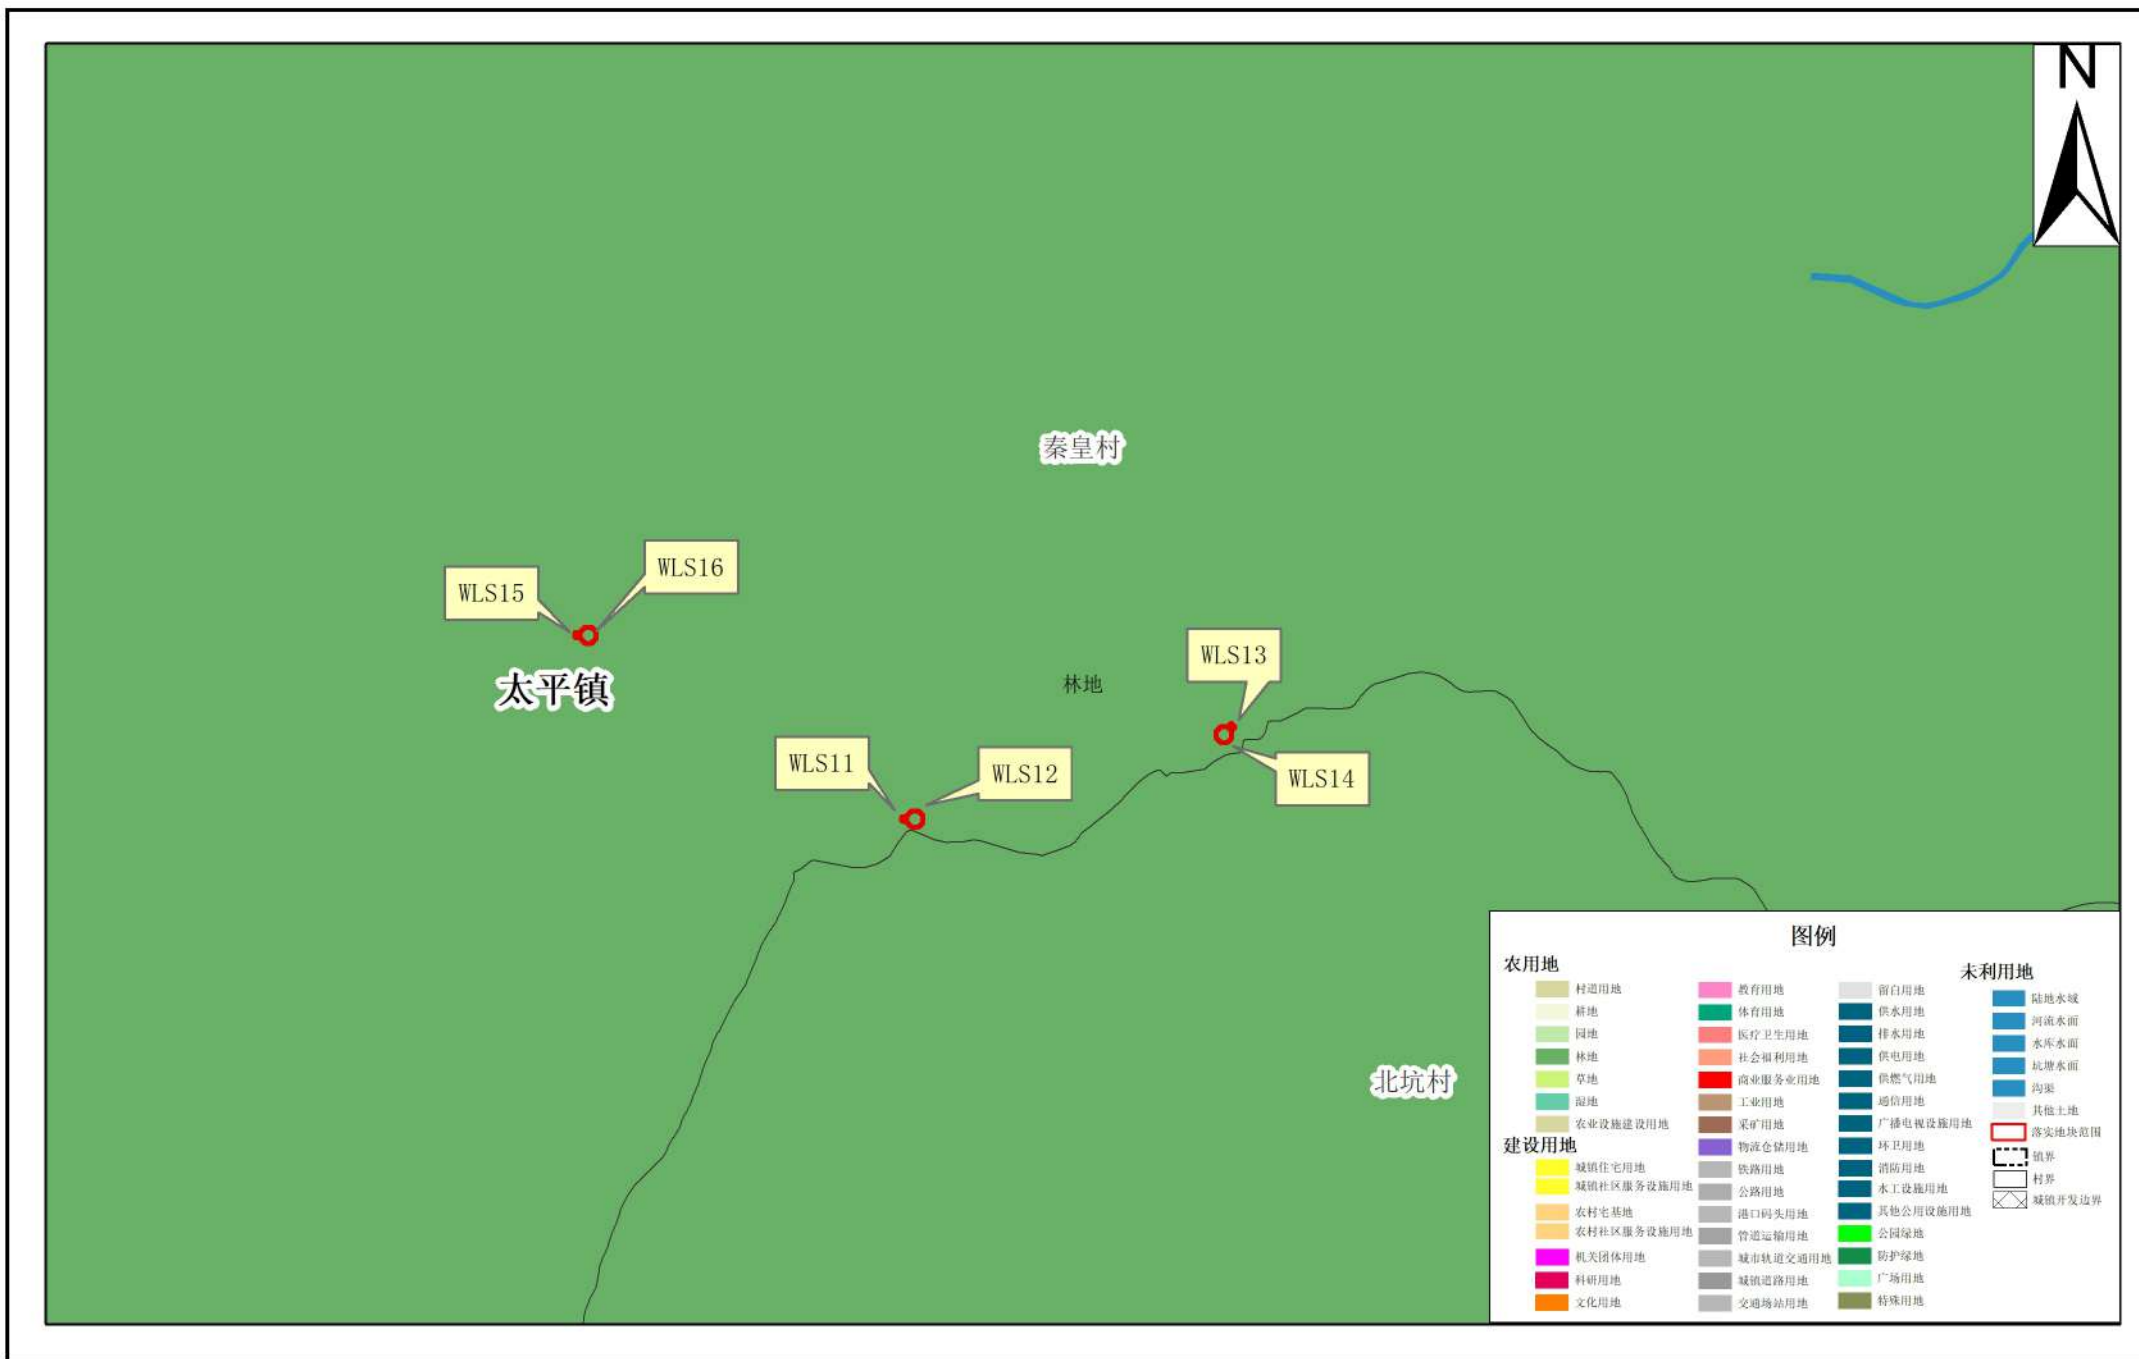 N
秦皇村
WLS16
WLS15
太平镇
WLS13
林地
WLS11
WLS12
WLS14
北坑村
图例
农用地
村道用地
耕地
园地
林地
草地
湿地
农业设施建设用地
建设用地
城镇住宅用地
城镇社区服务设施用地
农村宅基地
农村社区服务设施用地
机关团体用地
科研用地
文化用地
教育用地
体育用地
医疗卫生用地
社会福利用地
商业服务业用地
工业用地
采矿用地
物流仓储用地
铁路用地
公路用地
港口码头用地
管道运输用地
城市轨道交通用地
城镇道路用地
交通场站用地
留白用地
供水用地
排水用地
供电用地
供燃气用地
通信用地
广播电视设施用地
环卫用地
消防用地
水工设施用地
其他公用设施用地
公园绿地
防护绿地
广场用地
特殊用地
未利用地
陆地水域
河流水面
水库水面
坑塘水面
沟渠
其他土地
落实地块范围
镇界
村界
城镇开发边界